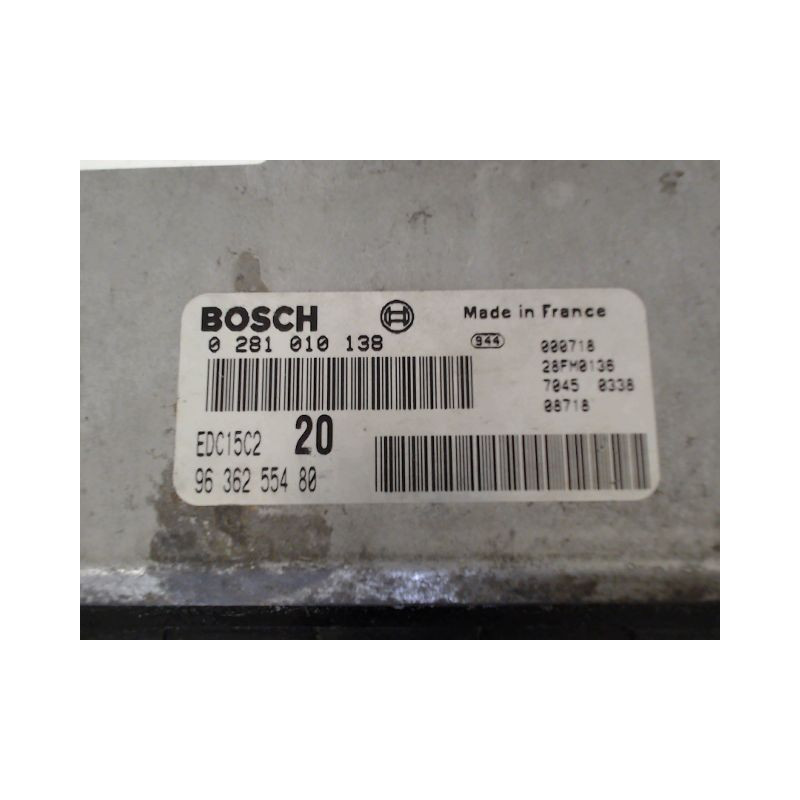 BOSCH
Made in France
0 281 010 138
944
000718
28FM0136
7045 0338
08718
EDC15C2 20
96 362 554 80